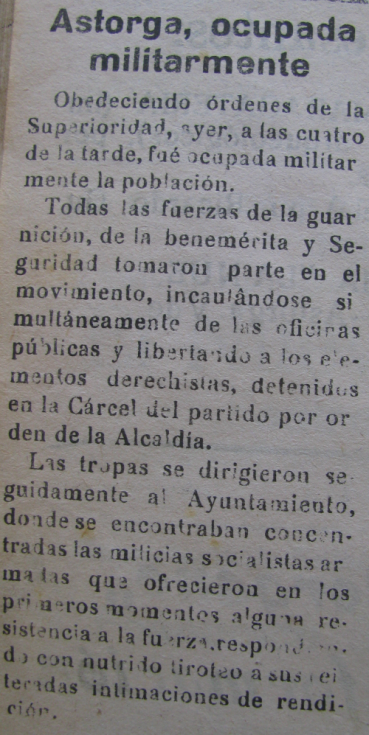 Astorga, ocupada
militarmente
Obedeciendo órdenes de la
Superioridad, ayer, a las cuatro
de la tarde, fué ocupada militar
mente la población.
Todas las fuerzas de la guar
nición, de la benemérita y Se-
guridad tomaron parte en el
movimiento, incaulándose si
multáneamente de las oficinas
públicas y libertando a los ele-
mentos derechistas, detenidos
en la Cárcel del partido por or
den de la Alcaldía.
Las tropas se dirigieron se-
guidamente al Ayuntamiento,
donde se encontraban concen-
tradas las milicias socialistas ar
madas que ofrecieron en los
primeros momentos alguna re-
sistencia a la fuerza, respondien-
do con nutrido tiroteo a sus rei
teradas intimaciones de rendi-
ción.